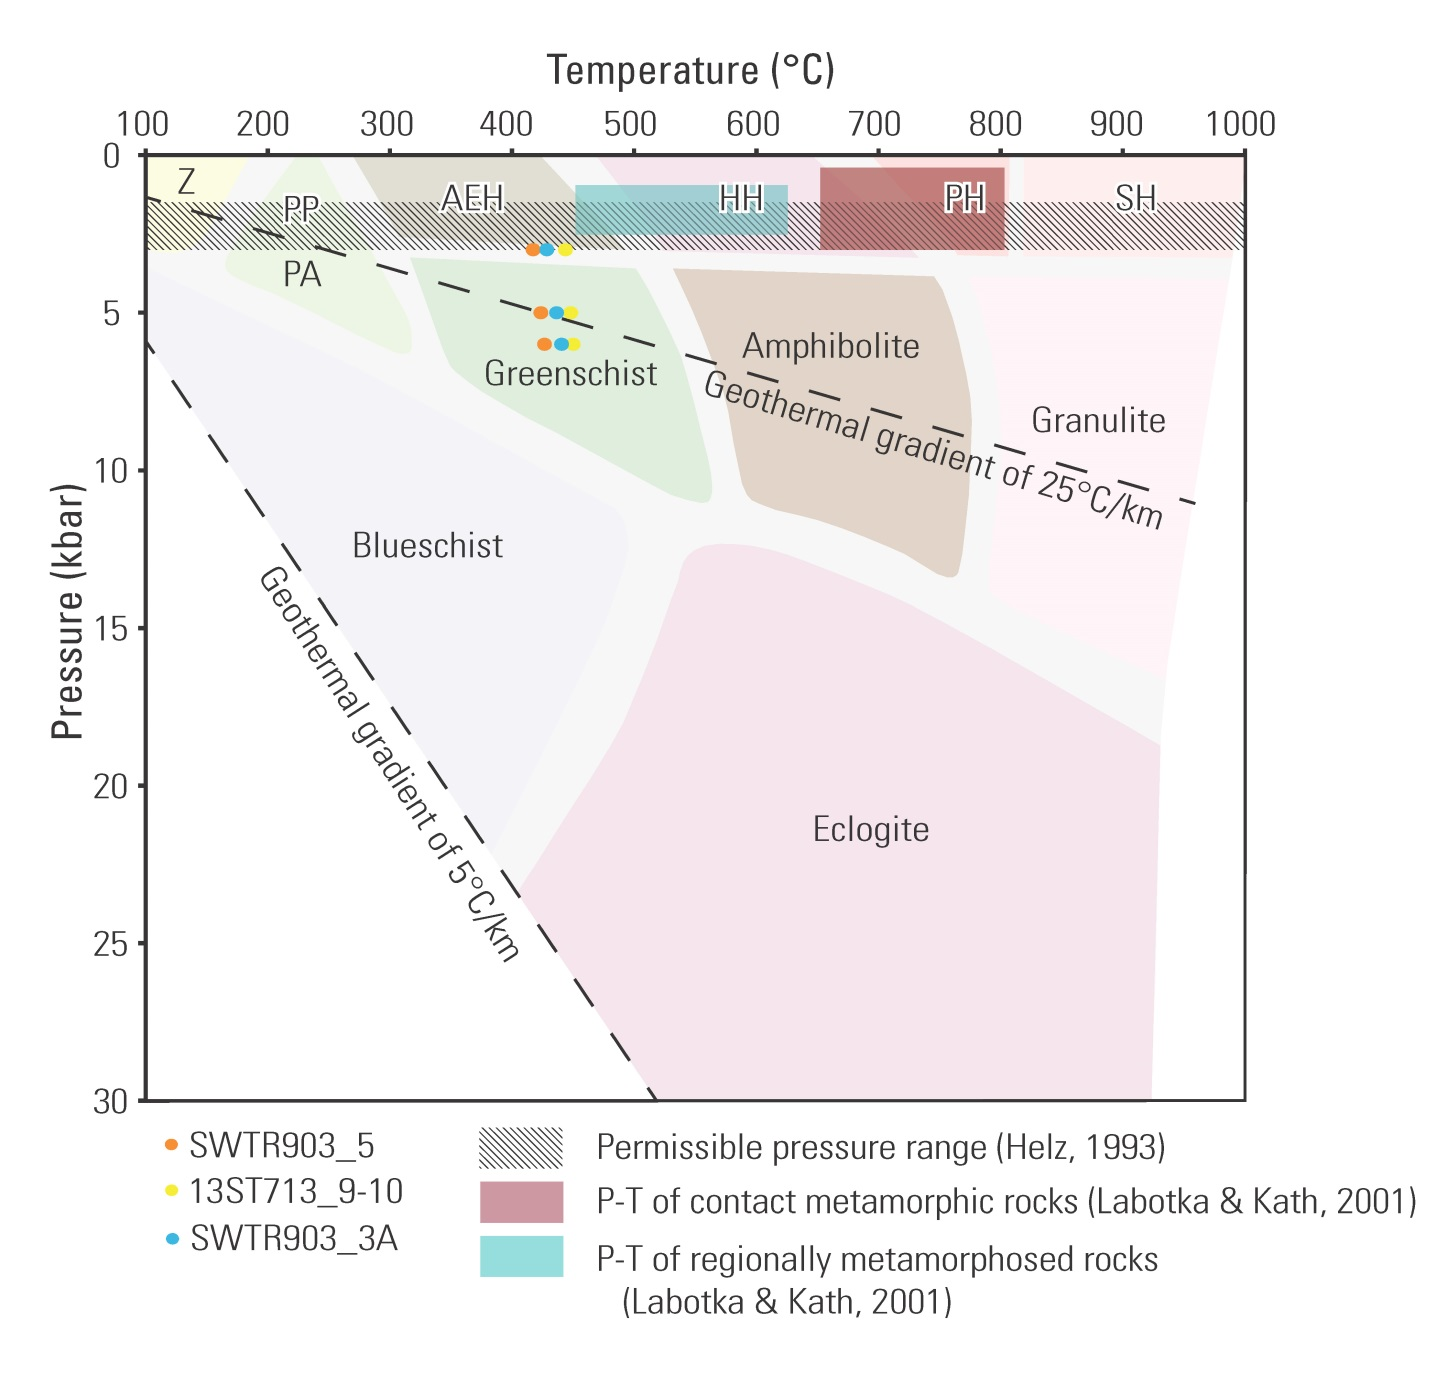 Temperature (°C)
100 200 300 400 500 600 700 800 900 1000
0
Z
PP
AEH
HH
PH
SH
PA
5
Amphibolite
Greenschist
Geothermal gradient of 25°C/km
Granulite
10
Pressure (kbar)
Blueschist
Geothermal gradient of 5°C/km
15
20
Eclogite
25
30
SWTR903_5
13ST713_9-10
SWTR903_3A
Permissible pressure range (Helz, 1993)
P-T of contact metamorphic rocks (Labotka & Kath, 2001)
P-T of regionally metamorphosed rocks
(Labotka & Kath, 2001)